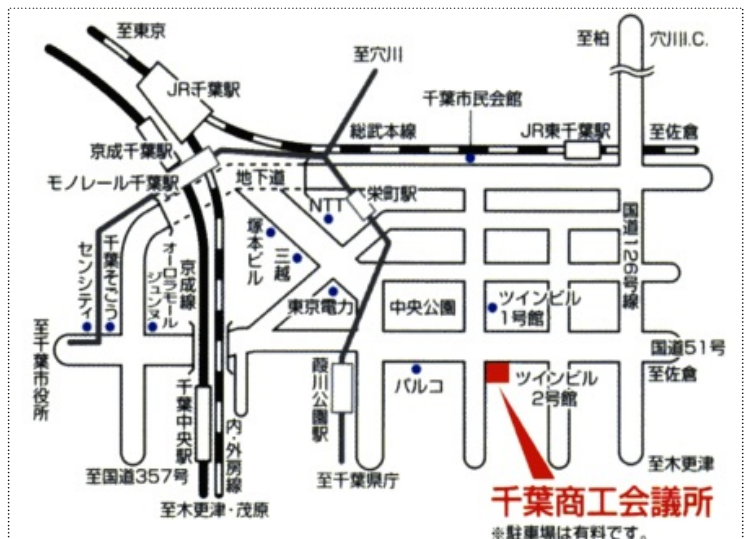 至東京
至柏
穴川I.C.
至穴川
JR千葉駅
千葉市民会館
総武本線
JR東千葉駅
至佐倉
京成千葉駅
モノレール千葉駅
地下道
栄町駅
NTT
国道126号線
塚本ビル
三越
センシティ
千葉そごう
オーロラモール
ジュンヌ
京成線
東京電力
中央公園
ツインビル
1号館
至千葉市役所
国道51号
至佐倉
葭川公園駅
パルコ
ツインビル
2号館
千葉中央駅
内・外房線
至国道357号
至千葉県庁
至木更津
至木更津・茂原
千葉商工会議所
※駐車場は有料です。